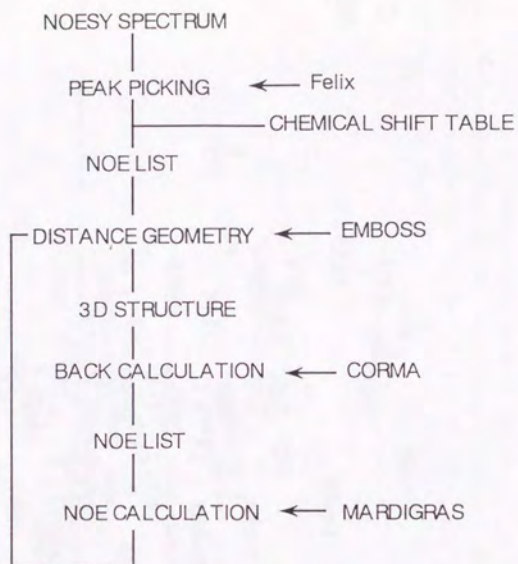 NOESY SPECTRUM
PEAK PICKING
Felix
CHEMICAL SHIFT TABLE
NOE LIST
DISTANCE GEOMETRY
EMBOSS
3D STRUCTURE
BACK CALCULATION
CORMA
NOE LIST
NOE CALCULATION
MARDIGRAS